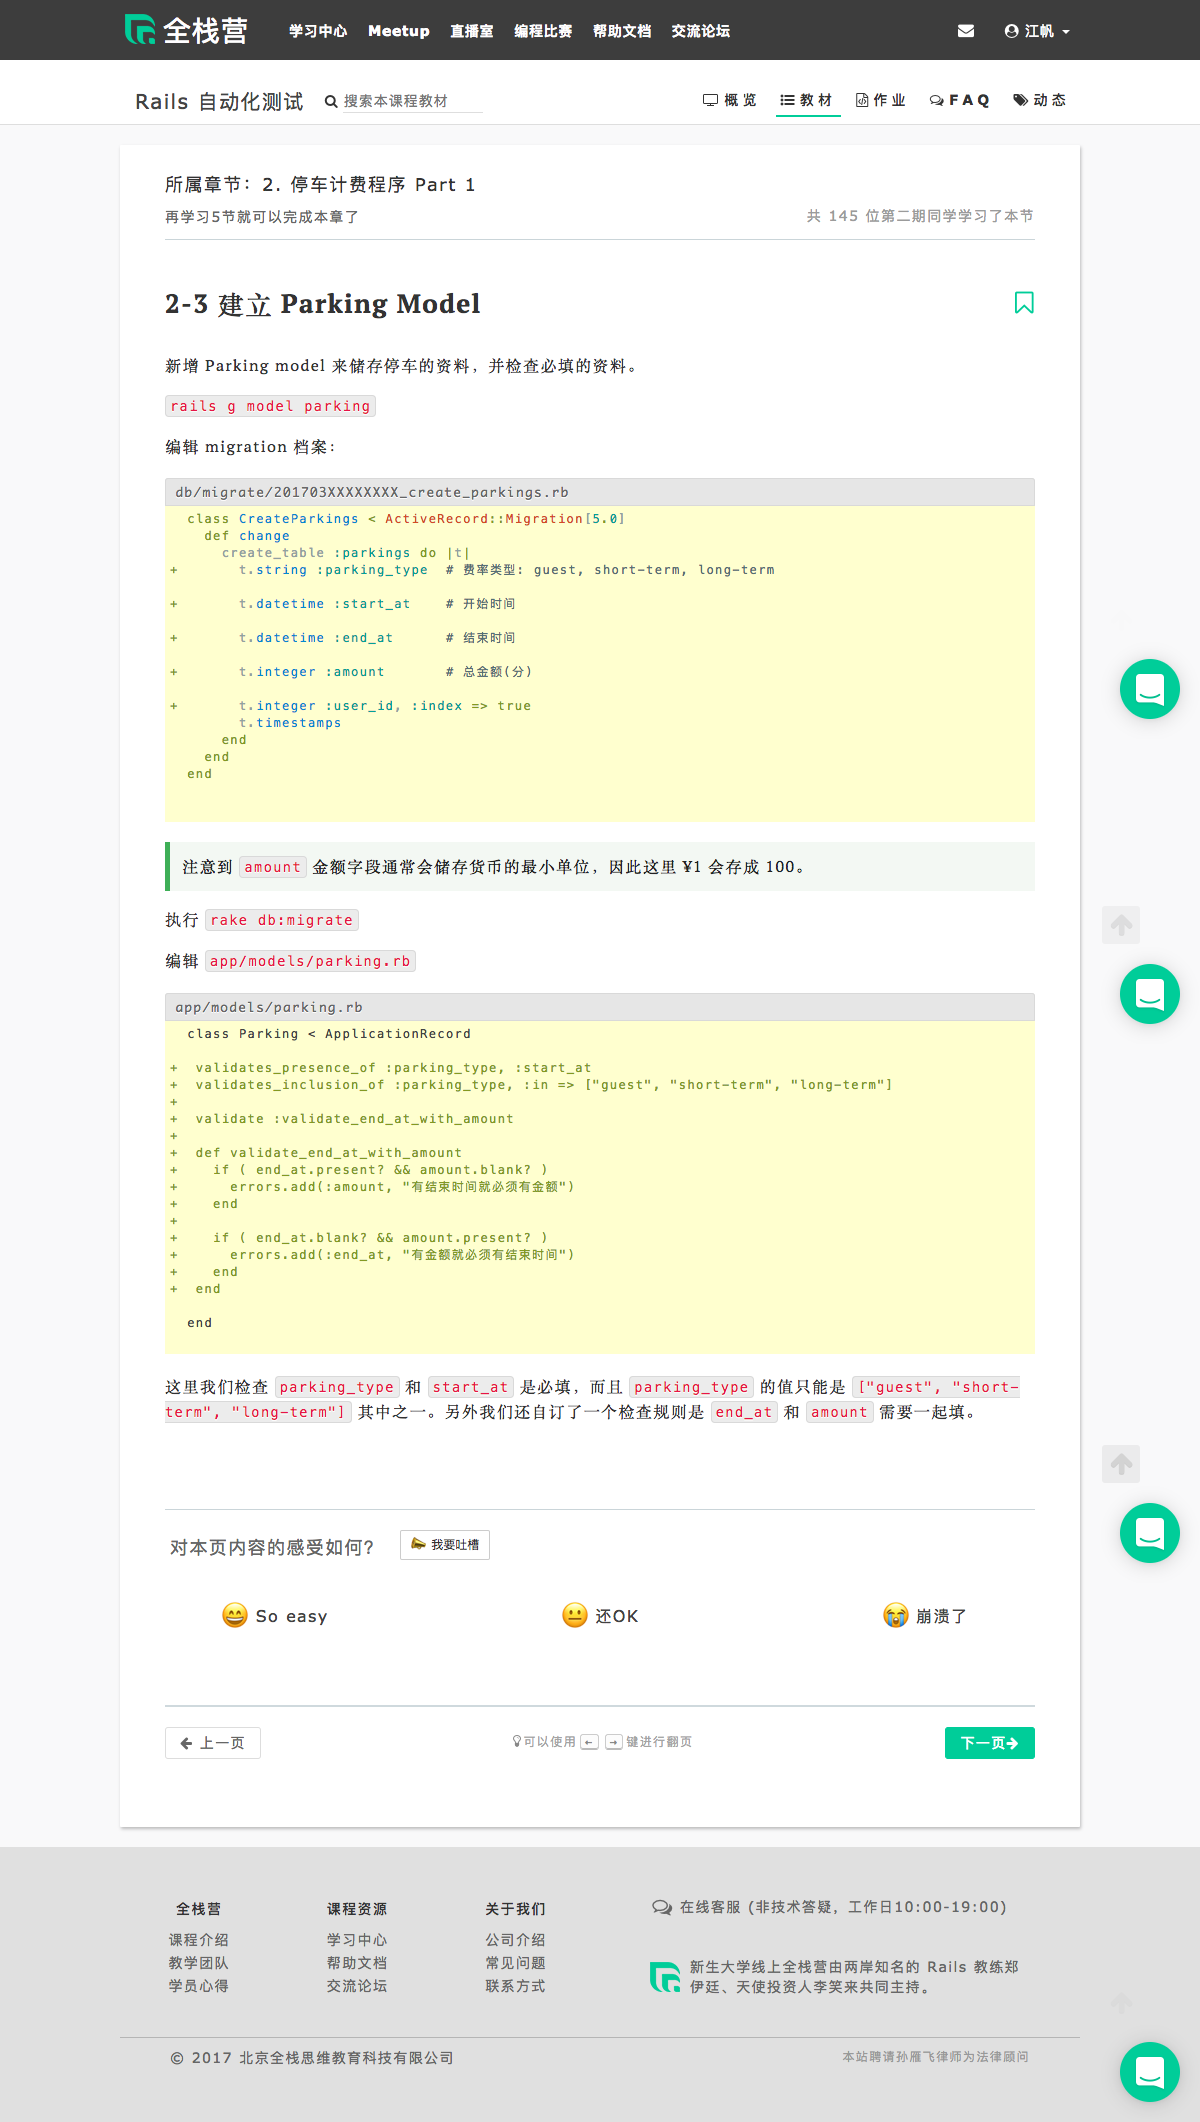 全栈营 学习中心 Meetup 直播室 编程比赛 帮助文档 交流论坛 江帆
Rails 自动化测试 搜索本课程教材 概览 教材 作业 FAQ 动态
所属章节：2. 停车计费程序 Part 1
再学习5节就可以完成本章了 共 145 位第二期同学学习了本节
2-3 建立 Parking Model
新增 Parking model 来储存停车的资料，并检查必填的资料。
rails g model parking
编辑 migration 档案：
db/migrate/201703XXXXXXXX_create_parkings.rb
class CreateParkings < ActiveRecord::Migration[5.0]
def change
create_table :parkings do |t|
+ t.string :parking_type # 费率类型: guest, short-term, long-term
+ t.datetime :start_at # 开始时间
+ t.datetime :end_at # 结束时间
+ t.integer :amount # 总金额(分)
+ t.integer :user_id, :index => true
t.timestamps
end
end
end
注意到 amount 金额字段通常会储存货币的最小单位，因此这里 ¥1 会存成 100。
执行 rake db:migrate
编辑 app/models/parking.rb
app/models/parking.rb
class Parking < ApplicationRecord
+ validates_presence_of :parking_type, :start_at
+ validates_inclusion_of :parking_type, :in => ["guest", "short-term", "long-term"]
+
+ validate :validate_end_at_with_amount
+
+ def validate_end_at_with_amount
+ if ( end_at.present? && amount.blank? )
+ errors.add(:amount, "有结束时间就必须有金额")
+ end
+
+ if ( end_at.blank? && amount.present? )
+ errors.add(:end_at, "有金额就必须有结束时间")
+ end
+ end
end
这里我们检查 parking_type 和 start_at 是必填，而且 parking_type 的值只能是 ["guest", "short-
term", "long-term"] 其中之一。另外我们还自订了一个检查规则是 end_at 和 amount 需要一起填。
对本页内容的感受如何? 我要吐槽
So easy 还OK 崩溃了
← 上一页 可以使用 ← → 键进行翻页 下一页→
全栈营 课程资源 关于我们 在线客服 (非技术答疑，工作日10:00-19:00)
课程介绍 学习中心 公司介绍
教学团队 帮助文档 常见问题 新生大学线上全栈营由两岸知名的 Rails 教练郑
学员心得 交流论坛 联系方式 伊廷、天使投资人李笑来共同主持。
© 2017 北京全栈思维教育科技有限公司 本站聘请孙雁飞律师为法律顾问